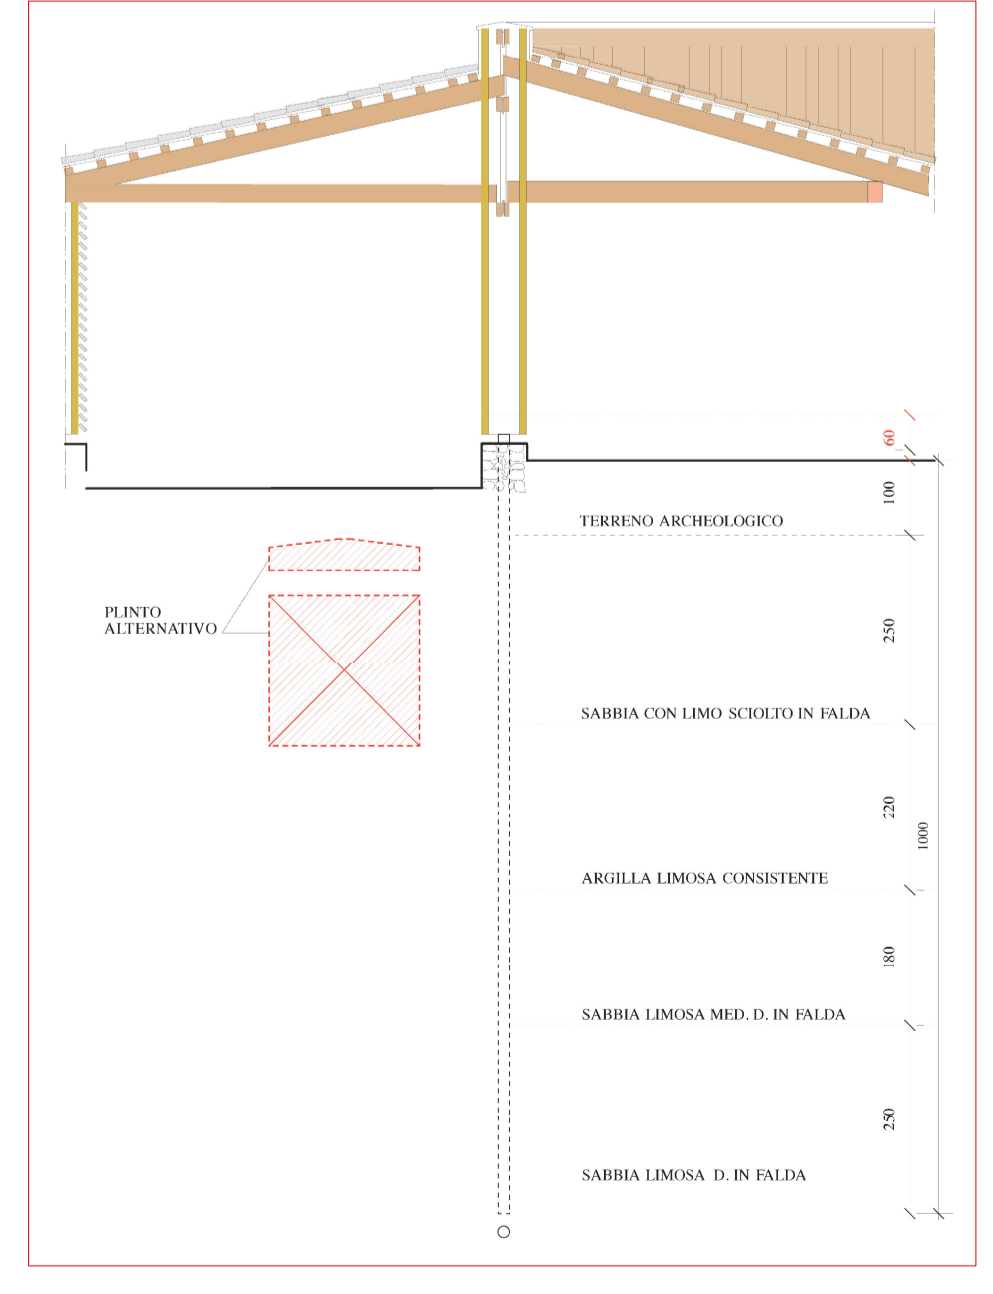 60
100
TERRENO ARCHEOLOGICO
PLINTO
ALTERNATIVO
250
SABBIA CON LIMO SCIOLTO IN FALDA
220
1000
ARGILLA LIMOSA CONSISTENTE
180
SABBIA LIMOSA MED. D. IN FALDA
250
SABBIA LIMOSA D. IN FALDA